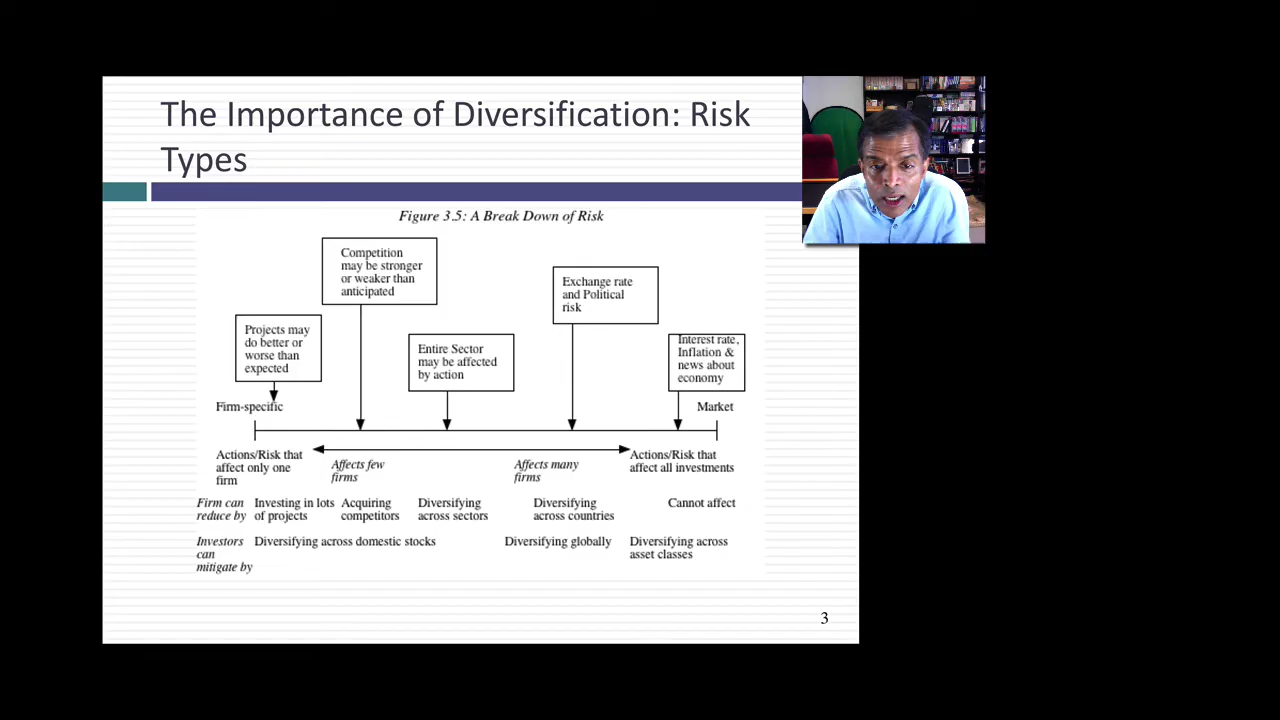 The Importance of Diversification: Risk
Types
Figure 3.5: A Break Down of Risk
Competition
may be stronger
or weaker than
anticipated
Exchange rate
and Political
risk
Projects may
do better or
worse than
expected
Entire Sector
may be affected
by action
Interest rate,
Inflation &
news about
economy
Firm-specific
Market
Actions/Risk that
affect only one
firm
Affects few
firms
Affects many
firms
Actions/Risk that
affect all investments
Firm can
reduce by
Investing in lots
of projects
Acquiring
competitors
Diversifying
across sectors
Diversifying
across countries
Cannot affect
Investors
can
mitigate by
Diversifying across domestic stocks
Diversifying globally
Diversifying across
asset classes
3